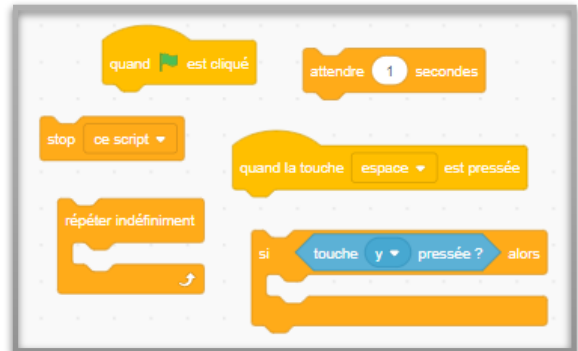 quand est cliqué
attendre 1 secondes
stop ce script
quand la touche espace est pressée
répéter indéfiniment
si touche y pressée ? alors